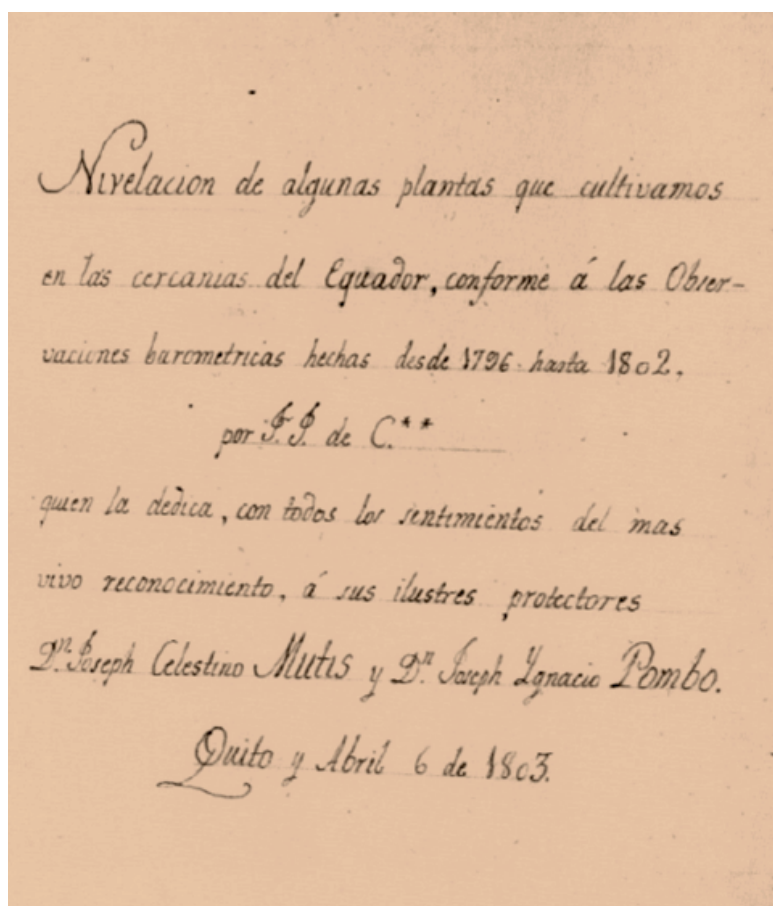 Nivelacion de algunas plantas que cultivamos
en las cercanias del Equador, conforme á las Obser-
vaciones barometricas hechas desde 1796 hasta 1802.
por F. J. de C.**
quien la dedica, con todos los sentimientos del mas
vivo reconocimiento, á sus ilustres protectores
Dn. Joseph Celestino Mutis y Dn. Joseph Ygnacio Pombo.
Quito y Abril 6 de 1803.